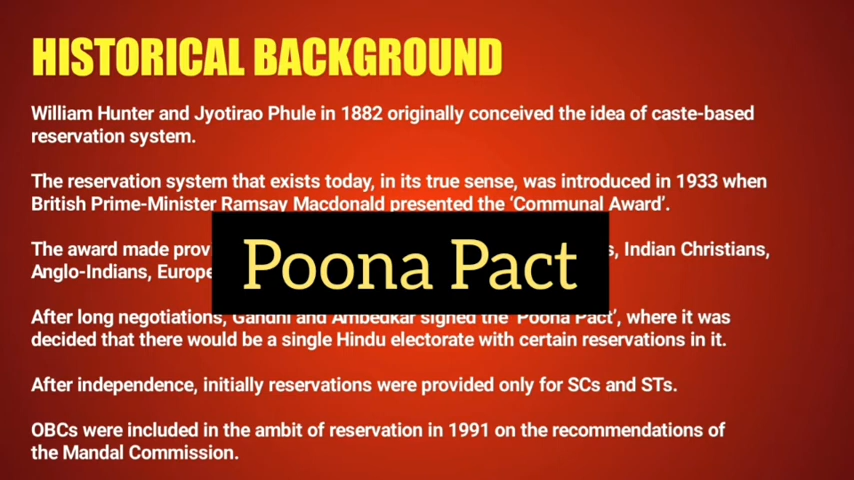 HISTORICAL BACKGROUND
William Hunter and Jyotirao Phule in 1882 originally conceived the idea of caste-based
reservation system.
The reservation system that exists today, in its true sense, was introduced in 1933 when
British Prime-Minister Ramsay Macdonald presented the ‘Communal Award’.
The award made Indian Christians,
Anglo-Indians,
Poona Pact
After long negotiations, Gandhi and Ambedkar signed the ‘Poona Pact’, where it was
decided that there would be a single Hindu electorate with certain reservations in it.
After independence, initially reservations were provided only for SCs and STs.
OBCs were included in the ambit of reservation in 1991 on the recommendations of
the Mandal Commission.